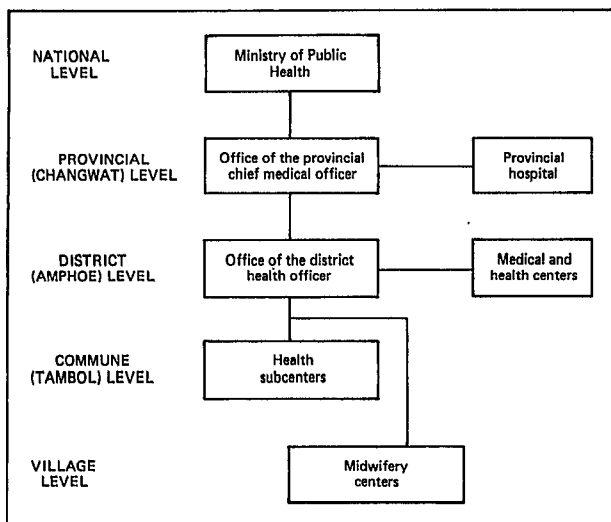 NATIONAL
LEVEL
Ministry of Public
Health
PROVINCIAL
(CHANGWAT) LEVEL
Office of the provincial
chief medical officer
Provincial
hospital
DISTRICT
(AMPHOE) LEVEL
Office of the district
health officer
Medical and
health centers
COMMUNE
(TAMBOL) LEVEL
Health
subcenters
VILLAGE
LEVEL
Midwifery
centers